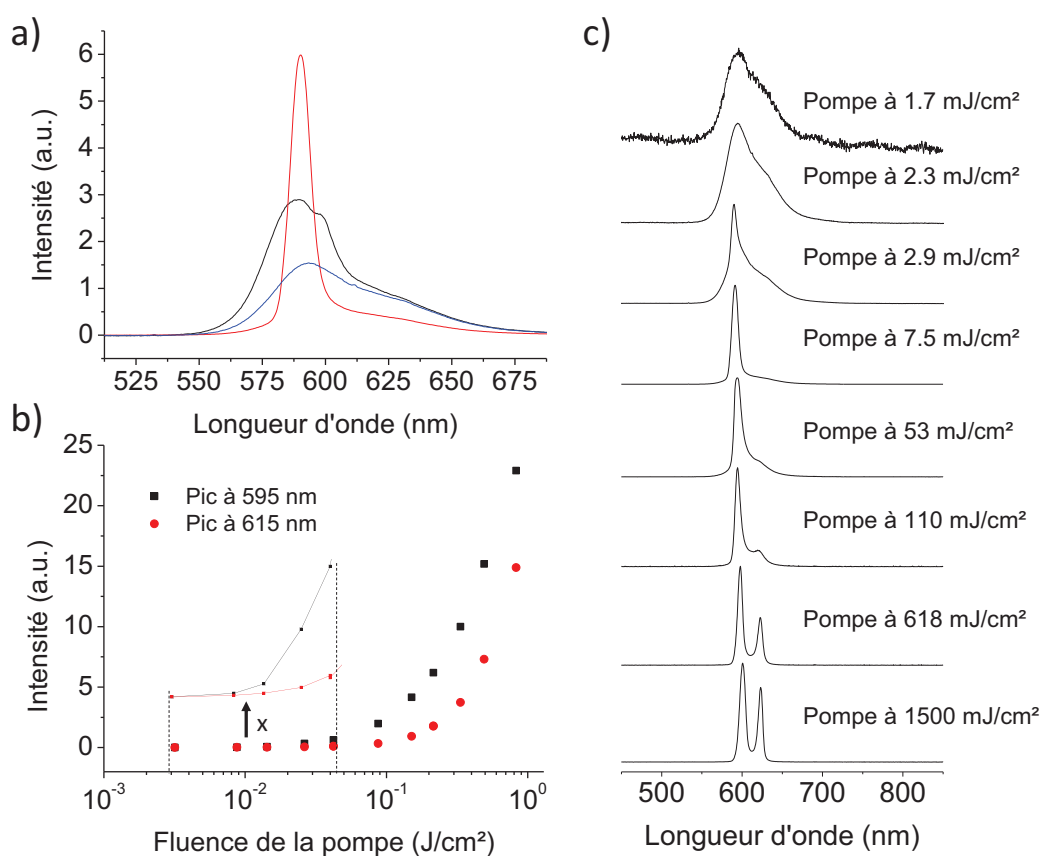 a)
6
5
4
3
2
1
0
Intensité (a.u.)
525 550 575 600 625 650 675
Longueur d'onde (nm)
b)
25
20
15
10
5
0
Intensité (a.u.)
Pic à 595 nm
Pic à 615 nm
x
10⁻³ 10⁻² 10⁻¹ 10⁰
Fluence de la pompe (J/cm²)
c)
Pompe à 1.7 mJ/cm²
Pompe à 2.3 mJ/cm²
Pompe à 2.9 mJ/cm²
Pompe à 7.5 mJ/cm²
Pompe à 53 mJ/cm²
Pompe à 110 mJ/cm²
Pompe à 618 mJ/cm²
Pompe à 1500 mJ/cm²
500 600 700 800
Longueur d'onde (nm)